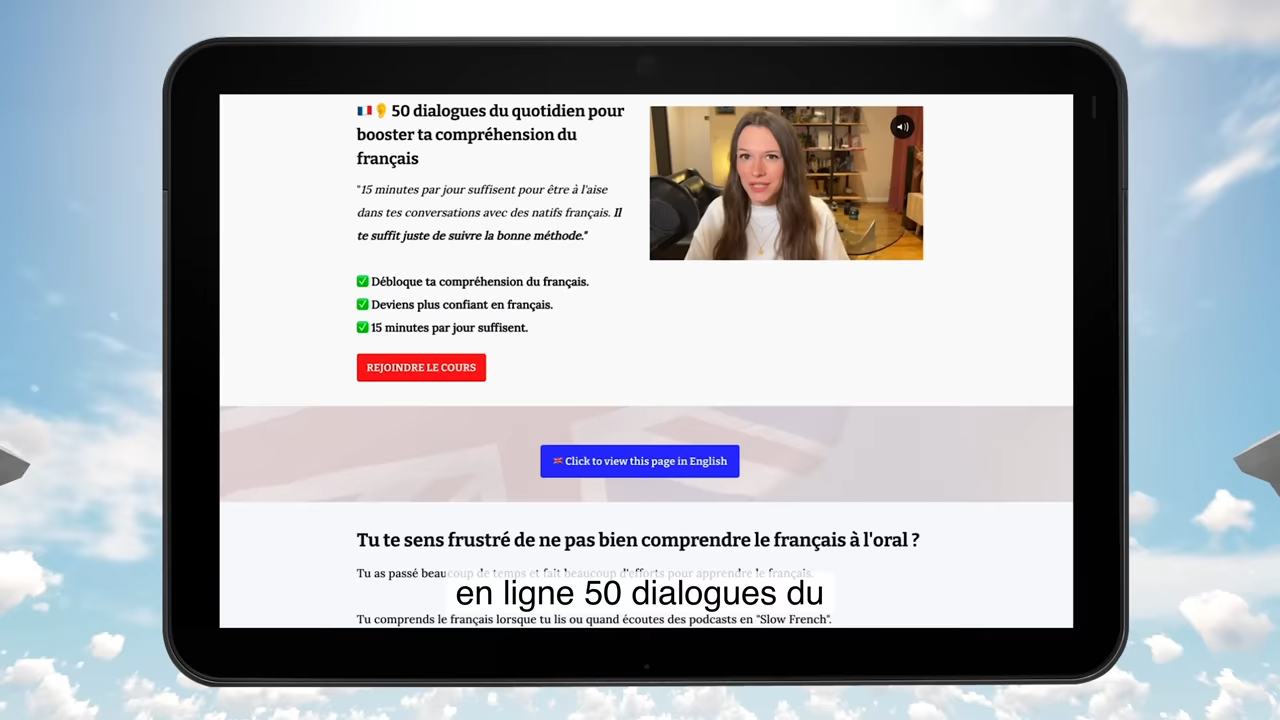 🇫🇷👂 50 dialogues du quotidien pour
booster ta compréhension du
français
"15 minutes par jour suffisent pour être à l'aise
dans tes conversations avec des natifs français. Il
te suffit juste de suivre la bonne méthode."
✅ Débloque ta compréhension du français.
✅ Deviens plus confiant en français.
✅ 15 minutes par jour suffisent.
REJOINDRE LE COURS
🇬🇧 Click to view this page in English
Tu te sens frustré de ne pas bien comprendre le français à l'oral ?
Tu as passé beaucoup de temps et fait beaucoup d'efforts pour apprendre le français.
en ligne 50 dialogues du
Tu comprends le français lorsque tu lis ou quand écoutes des podcasts en "Slow French".